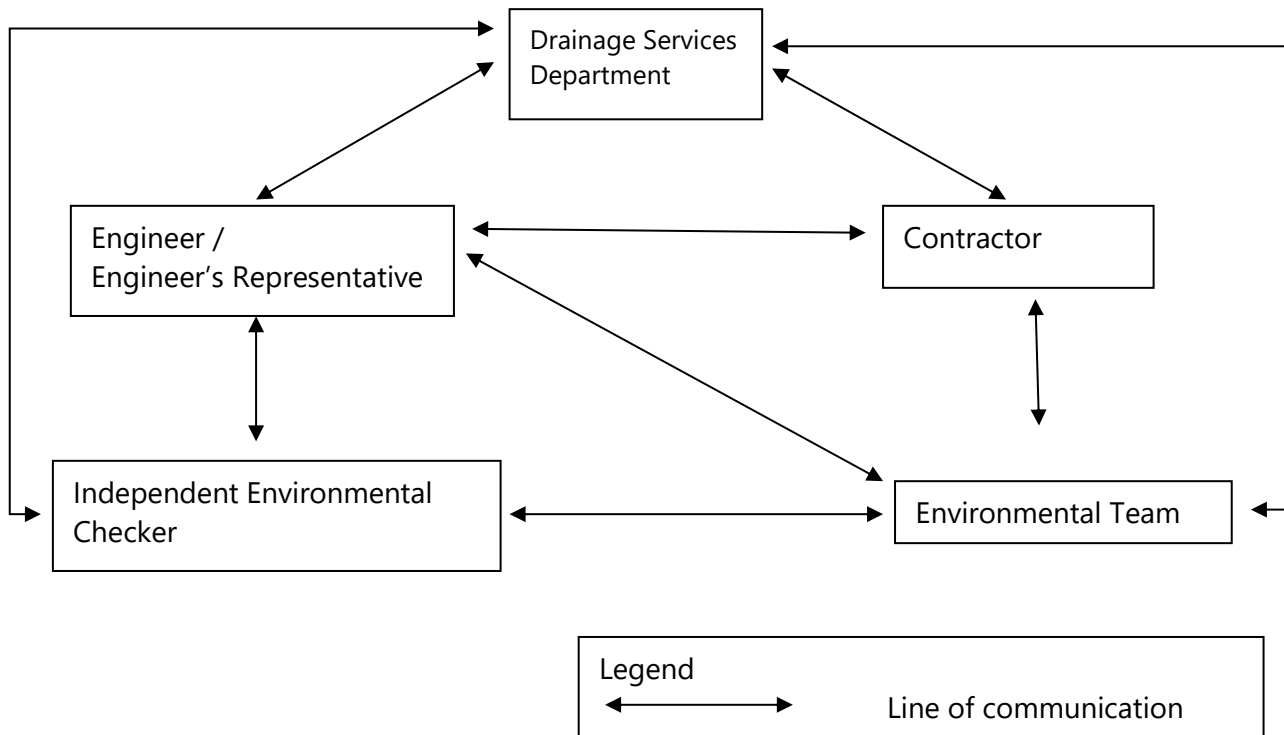 Drainage Services
Department
Engineer /
Engineer’s Representative
Contractor
Independent Environmental
Checker
Environmental Team
Legend
Line of communication